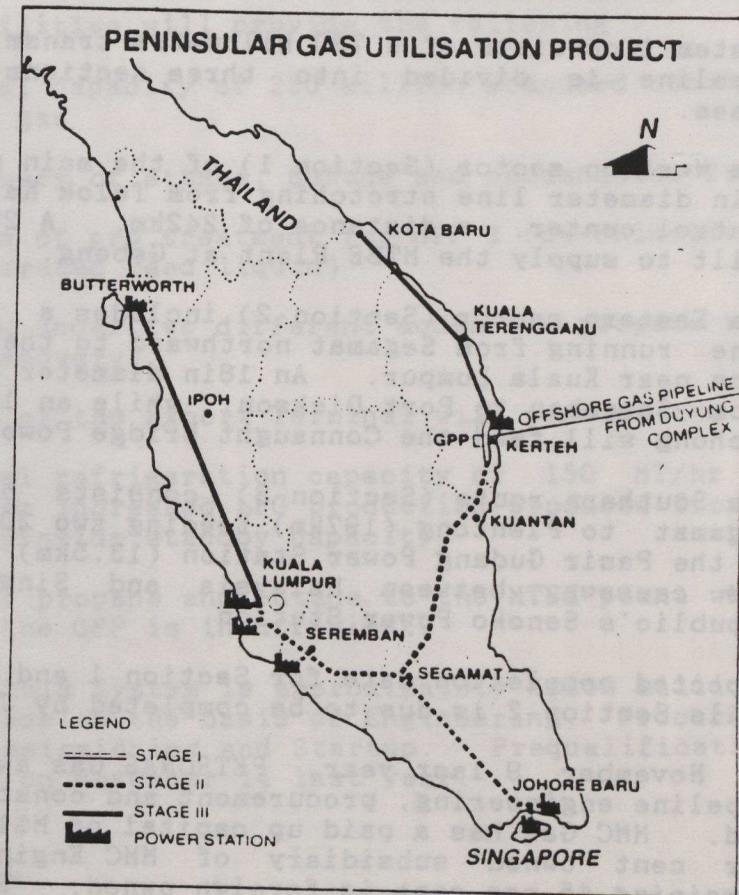 PENINSULAR GAS UTILISATION PROJECT
N
THAILAND
KOTA BARU
BUTTERWORTH
KUALA
TERENGGANU
IPOH
OFFSHORE GAS PIPELINE
FROM DUYUNG
COMPLEX
GPP
KERTEH
KUANTAN
KUALA
LUMPUR
SEREMBAN
SEGAMAT
LEGEND
STAGE I
STAGE II
STAGE III
OWER STATION
JOHORE BARU
SINGAPORE